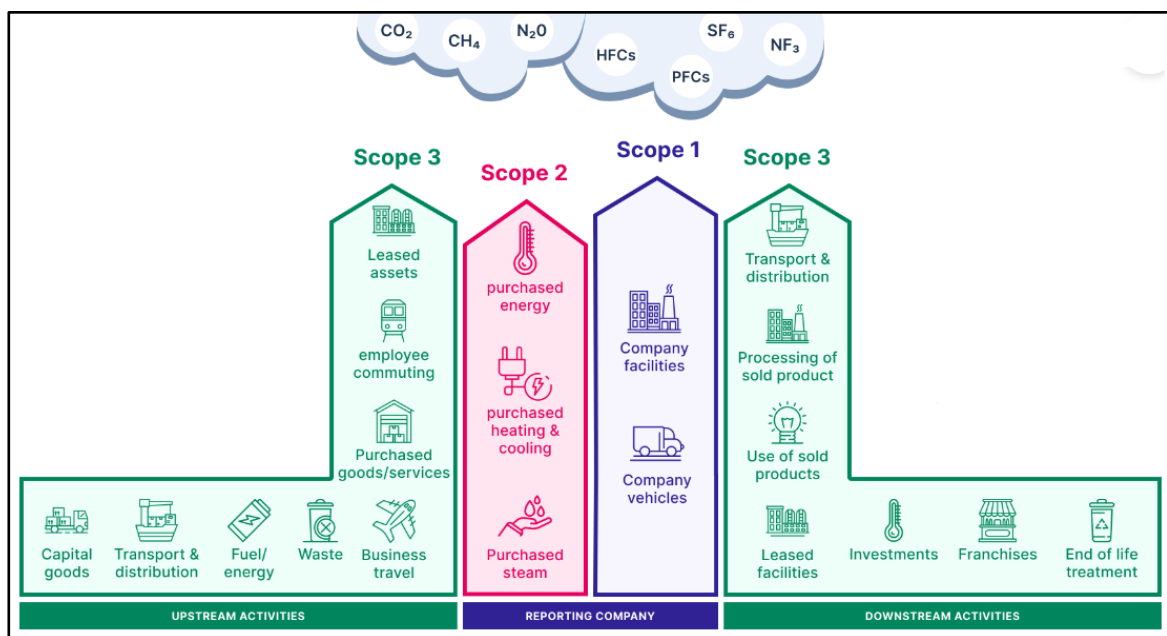 CO₂
CH₄
N₂0
HFCs
PFCs
SF₆
NF₃
Scope 3
Scope 2
Scope 1
Scope 3
Leased
assets
employee
commuting
Purchased
goods/services
Capital
goods
Transport &
distribution
Fuel/
energy
Waste
Business
travel
purchased
energy
purchased
heating &
cooling
Purchased
steam
Company
facilities
Company
vehicles
Transport &
distribution
Processing of
sold product
Use of sold
products
Leased
facilities
Investments
Franchises
End of life
treatment
UPSTREAM ACTIVITIES
REPORTING COMPANY
DOWNSTREAM ACTIVITIES